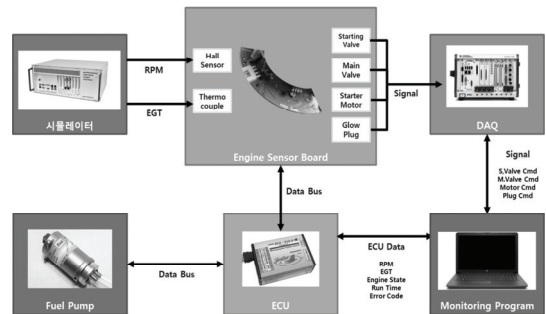 시뮬레이터
RPM
EGT
Hall
Sensor
Thermo
couple
Starting
Valve
Main
Valve
Starter
Motor
Glow
Plug
Engine Sensor Board
Signal
DAQ
Signal
S.Valve Cmd
M.Valve Cmd
Motor Cmd
Plug Cmd
Data Bus
Fuel Pump
Data Bus
ECU
ECU Data
RPM
EGT
Engine State
Run Time
Error Code
Monitoring Program